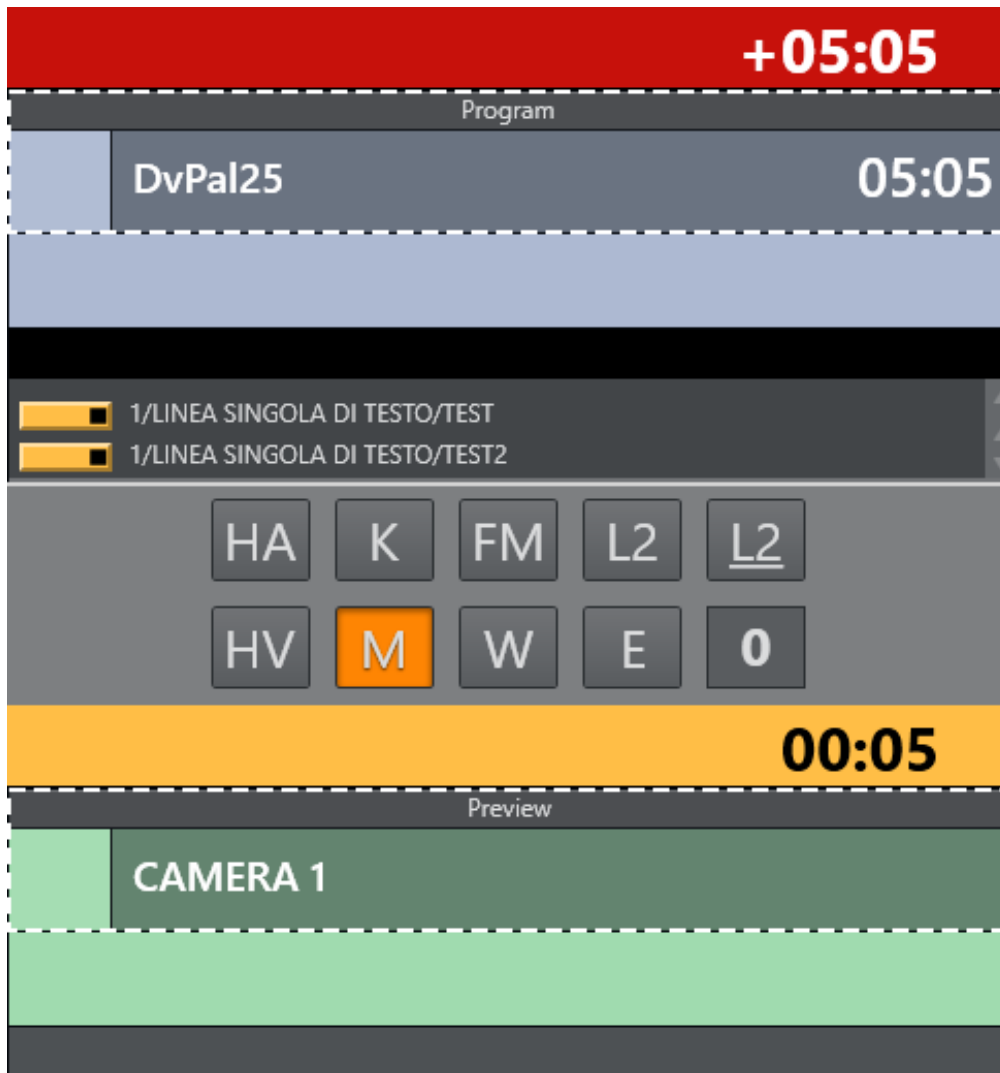 +05:05
Program
DvPal25 05:05
1/LINEA SINGOLA DI TESTO/TEST
1/LINEA SINGOLA DI TESTO/TEST2
HA K FM L2 L2
HV M W E 0
00:05
Preview
CAMERA 1